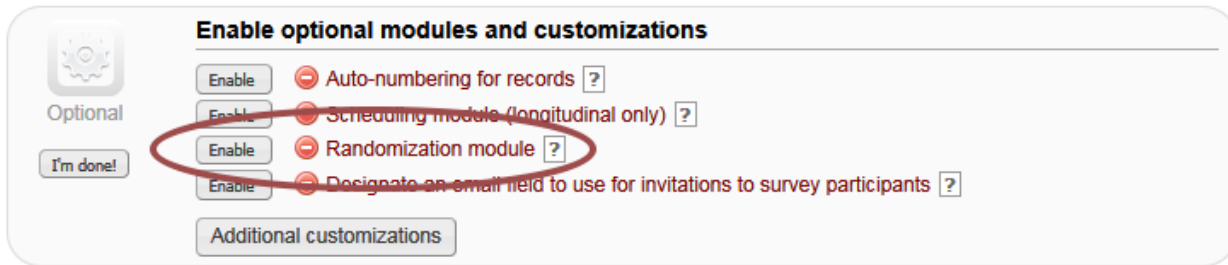 Enable optional modules and customizations
Enable Auto-numbering for records ?
Optional
Enable Scheduling module (longitudinal only) ?
Enable Randomization module ?
I'm done!
Enable Designate an email field to use for invitations to survey participants ?
Additional customizations